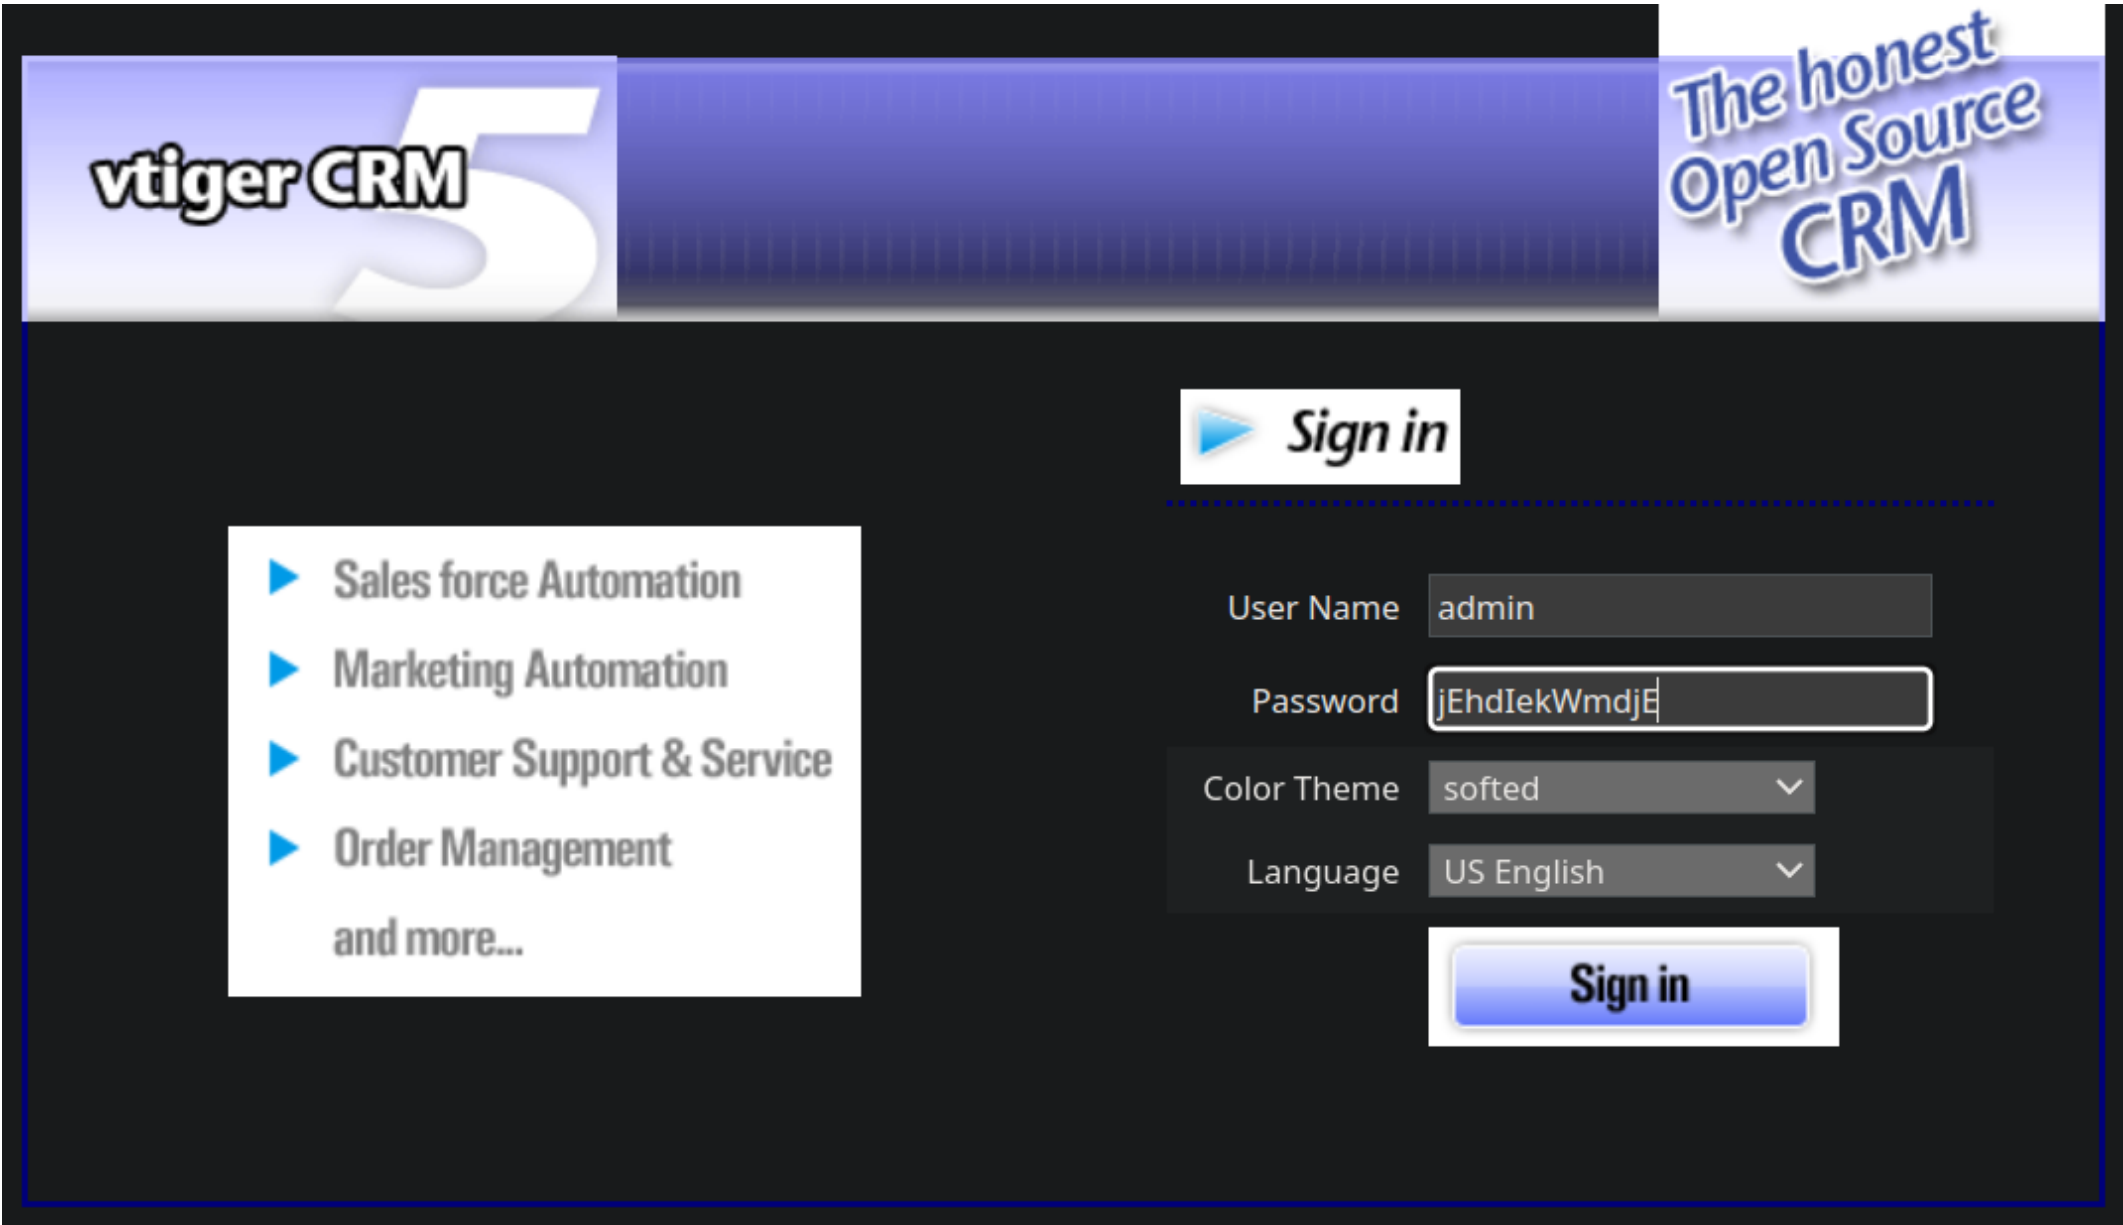 vtiger CRM 5
The honest
Open Source
CRM
Sign in
Sales force Automation
Marketing Automation
Customer Support & Service
Order Management
and more...
User Name admin
Password jEhdIekWmdjE
Color Theme softed
Language US English
Sign in